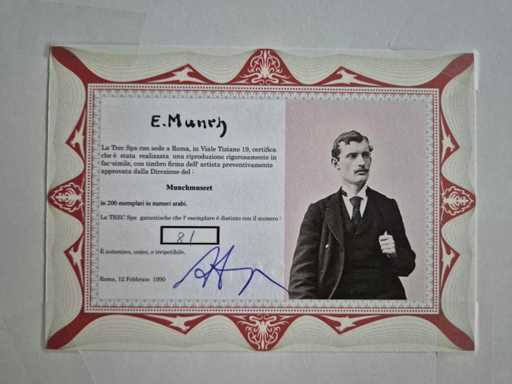 E. Munch
La Trec Spa con sede a Roma, in Viale Tiziano 19, certifica
che è stata realizzata una riproduzione rigorosamente in
fac-simile, con timbro firma dell' artista preventivamente
approvata dalla Direzione del :
Munchmuseet
in 200 esemplari in numeri arabi.
La TREC Spa garantische che l' esemplare è distinto con il numero :
81
È autentico, unico, e irripetibile.
Roma, 12 Febbraio 1990